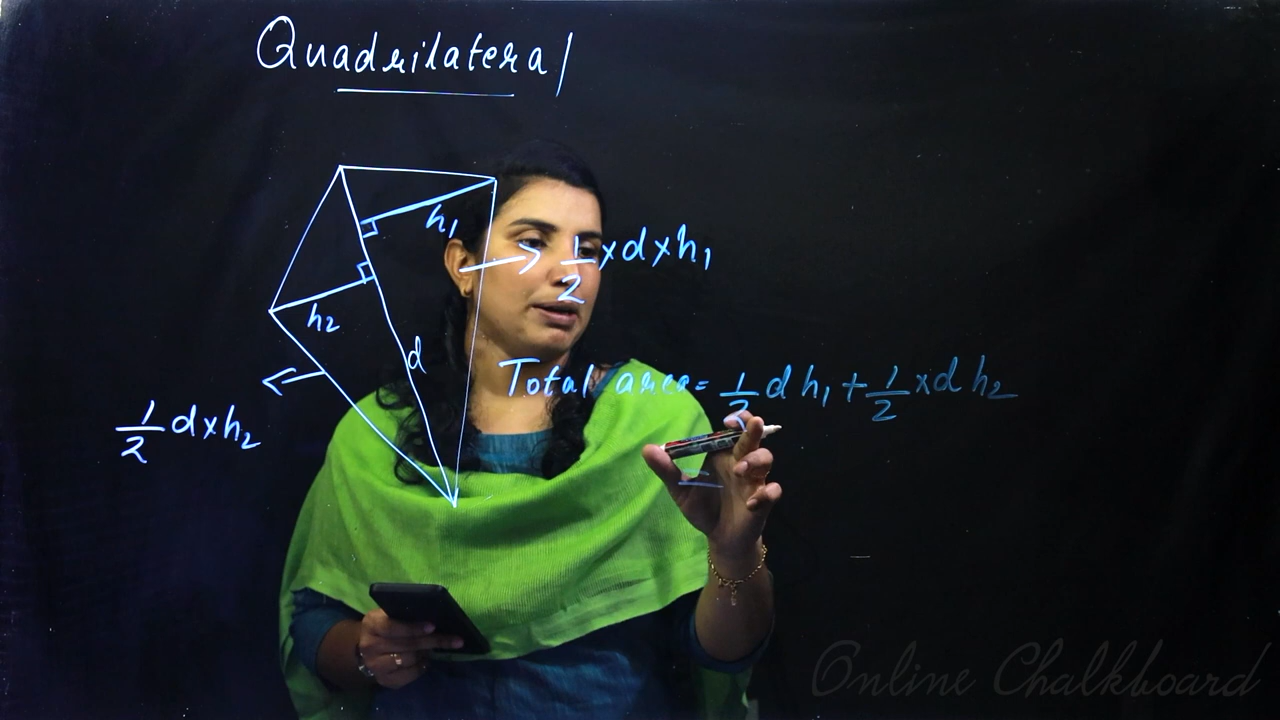 Quadrilateral
h₁
1/2 × d × h₁
h₂
d
Total area = 1/2 d h₁ + 1/2 × d h₂
1/2 d × h₂
Online Chalkboard